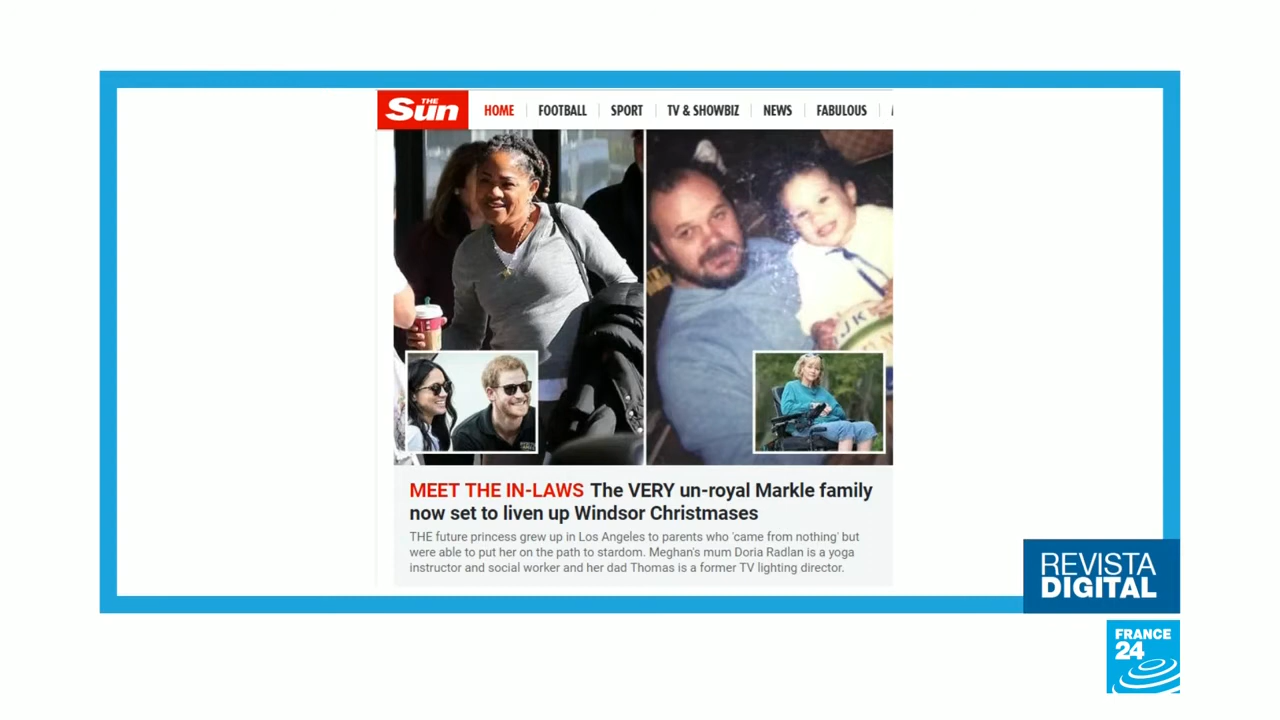 THE Sun
HOME FOOTBALL SPORT TV & SHOWBIZ NEWS FABULOUS
MEET THE IN-LAWS The VERY un-royal Markle family
now set to liven up Windsor Christmases
THE future princess grew up in Los Angeles to parents who 'came from nothing' but
were able to put her on the path to stardom. Meghan's mum Doria Radlan is a yoga
instructor and social worker and her dad Thomas is a former TV lighting director.
REVISTA
DIGITAL
FRANCE
24